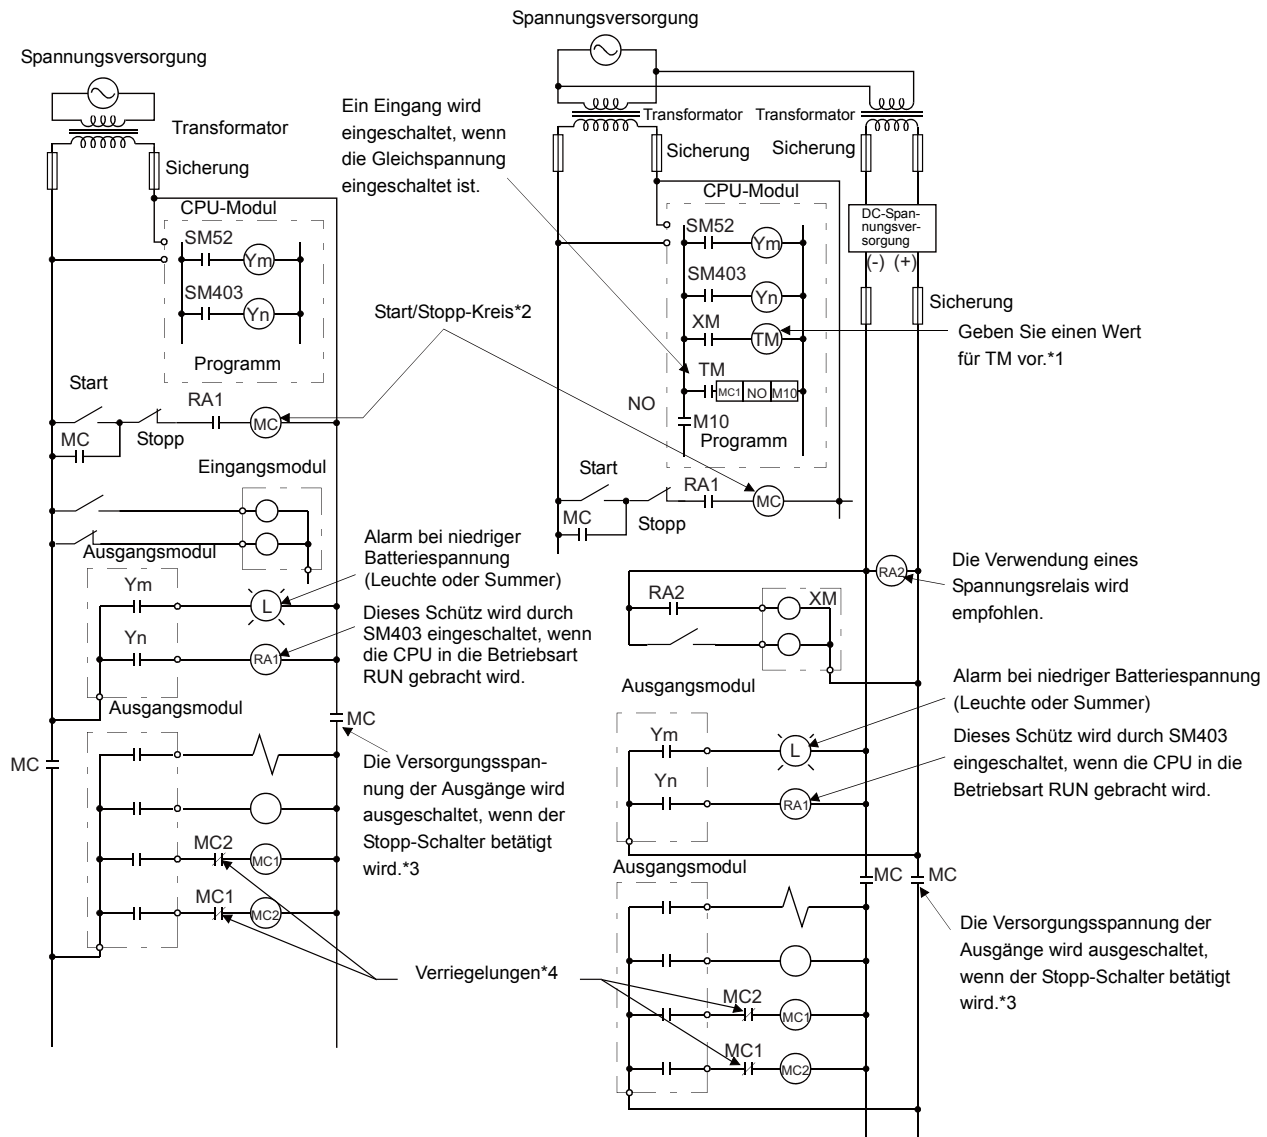 Spannungsversorgung
Transformator
Sicherung
CPU-Modul
SM52
Ym
SM403
Yn
Programm
Start
MC
Stopp
RA1
MC
Start/Stopp-Kreis*2
Eingangsmodul
Ausgangsmodul
Ym
L
Yn
RA1
Alarm bei niedriger
Batteriespannung
(Leuchte oder Summer)
Dieses Schütz wird durch
SM403 eingeschaltet, wenn
die CPU in die Betriebsart
RUN gebracht wird.
Ausgangsmodul
MC
MC
Die Versorgungsspan-
nung der Ausgänge wird
ausgeschaltet, wenn der
Stopp-Schalter betätigt
wird.*3
MC2
MC1
MC1
MC2
Verriegelungen*4
Spannungsversorgung
Transformator
Transformator
Sicherung
Sicherung
Ein Eingang wird
eingeschaltet, wenn
die Gleichspannung
eingeschaltet ist.
CPU-Modul
SM52
Ym
SM403
Yn
XM
TM
TM
MC1
NO
M10
NO
M10
Programm
DC-Span-
nungsver-
sorgung
(-)
(+)
Sicherung
Geben Sie einen Wert
für TM vor.*1
Start
MC
Stopp
RA1
MC
RA2
Die Verwendung eines
Spannungsrelais wird
empfohlen.
RA2
XM
Ausgangsmodul
Ym
L
Yn
RA1
Alarm bei niedriger Batteriespannung
(Leuchte oder Summer)
Dieses Schütz wird durch SM403
eingeschaltet, wenn die CPU in die
Betriebsart RUN gebracht wird.
Ausgangsmodul
MC
MC
Die Versorgungsspannung der
Ausgänge wird ausgeschaltet,
wenn der Stopp-Schalter betätigt
wird.*3
MC2
MC1
MC1
MC2